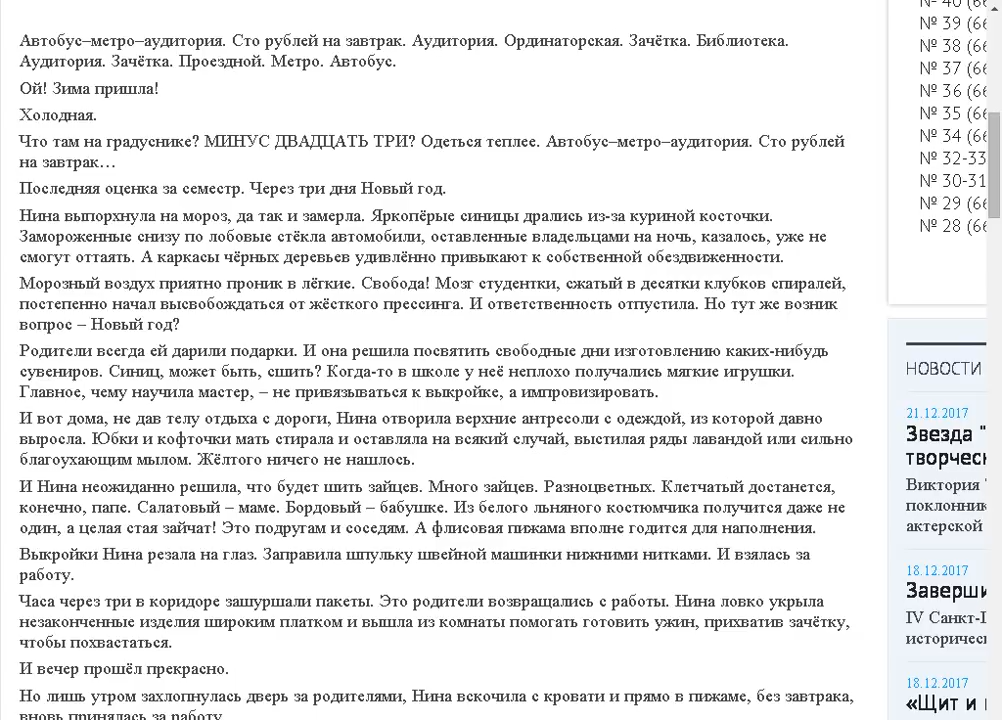 Автобус–метро–аудитория. Сто рублей на завтрак. Аудитория. Ординаторская. Зачётка. Библиотека.
Аудитория. Зачётка. Проездной. Метро. Автобус.
Ой! Зима пришла!
Холодная.
Что там на градуснике? МИНУС ДВАДЦАТЬ ТРИ? Одеться теплее. Автобус–метро–аудитория. Сто рублей
на завтрак…
Последняя оценка за семестр. Через три дня Новый год.
Нина выпорхнула на мороз, да так и замерла. Яркопёрые синицы дрались из-за куриной косточки.
Замороженные снизу по лобовые стёкла автомобили, оставленные владельцами на ночь, казалось, уже не
смогут оттаять. А каркасы чёрных деревьев удивлённо привыкают к собственной обездвиженности.
Морозный воздух приятно проник в лёгкие. Свобода! Мозг студентки, сжатый в десятки клубков спиралей,
постепенно начал высвобождаться от жёсткого прессинга. И ответственность отпустила. Но тут же возник
вопрос – Новый год?
Родители всегда ей дарили подарки. И она решила посвятить свободные дни изготовлению каких-нибудь
сувениров. Синиц, может быть, сшить? Когда-то в школе у неё неплохо получались мягкие игрушки.
Главное, чему научила мастер, – не привязываться к выкройке, а импровизировать.
И вот дома, не дав телу отдыха с дороги, Нина отворила верхние антресоли с одеждой, из которой давно
выросла. Юбки и кофточки мать стирала и оставляла на всякий случай, выстилая ряды лавандой или сильно
благоухающим мылом. Жёлтого ничего не нашлось.
И Нина неожиданно решила, что будет шить зайцев. Много зайцев. Разноцветных. Клетчатый достанется,
конечно, папе. Салатовый – маме. Бордовый – бабушке. Из белого льняного костюмчика получится даже не
один, а целая стая зайчат! Это подругам и соседям. А флисовая пижама вполне годится для наполнения.
Выкройки Нина резала на глаз. Заправила шпульку швейной машинки нижними нитками. И взялась за
работу.
Часа через три в коридоре зашуршали пакеты. Это родители возвращались с работы. Нина ловко укрыла
незаконченные изделия широким платком и вышла из комнаты помогать готовить ужин, прихватив зачётку,
чтобы похвастаться.
И вечер прошёл прекрасно.
Но лишь утром захлопнулась дверь за родителями, Нина вскочила с кровати и прямо в пижаме, без завтрака,
вновь принялась за работу
№ 40 (66
№ 39 (66
№ 38 (66
№ 37 (66
№ 36 (66
№ 35 (66
№ 34 (66
№ 32-33
№ 30-31
№ 29 (66
№ 28 (66
НОВОСТИ
21.12.2017
Звезда "
творческ
Виктория
поклонник
актерской
18.12.2017
Заверши
IV Санкт-
историчес
18.12.2017
«Щит и